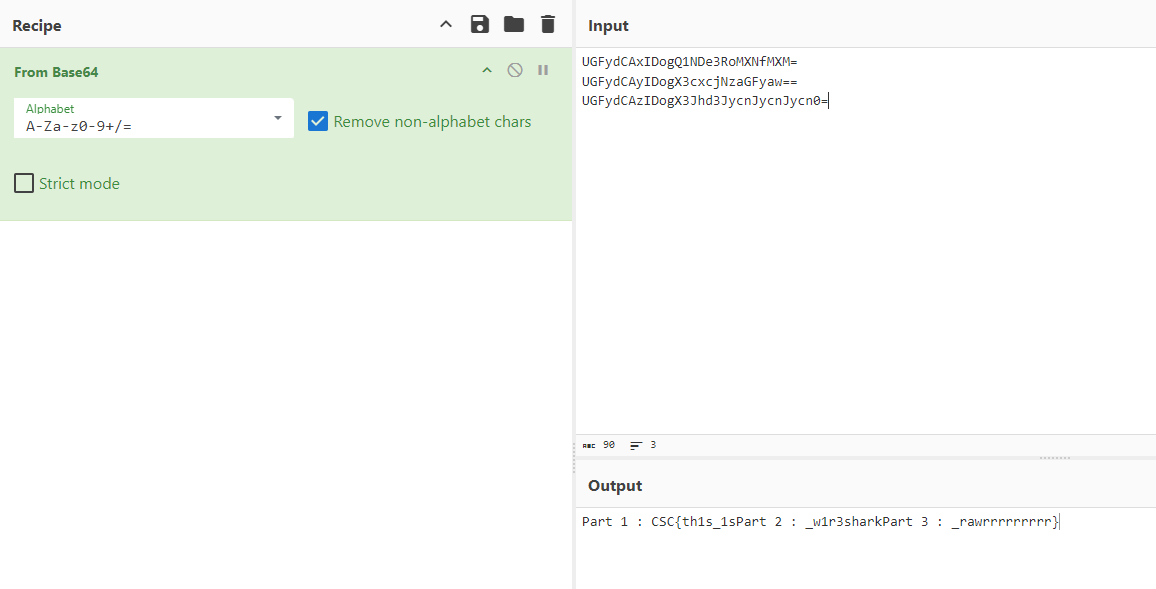 Recipe
From Base64
Alphabet
A-Za-z0-9+/=
Remove non-alphabet chars
Strict mode
Input
UGFydCAxIDogQ1NDe3RoMXNfMXM=
UGFydCAyIDogX3cxcjNzaGFyaw==
UGFydCAzIDogX3Jhd3JycnJycnJycn0=
ABC 90
3
Output
Part 1 : CSC{th1s_1sPart 2 : _w1r3sharkPart 3 : _rawrrrrrrrrr}